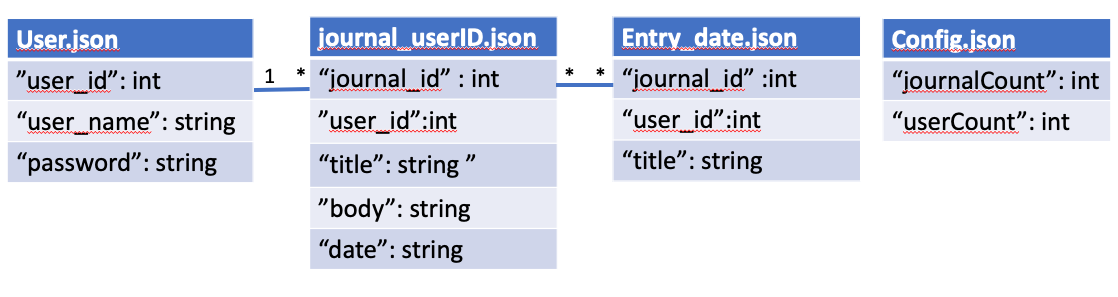 User.json
”user_id”: int
“user_name”: string
“password”: string
1 *
journal_userID.json
“journal_id” : int
”user_id”:int
“title”: string ”
”body”: string
“date”: string
* *
Entry_date.json
“journal_id” :int
“user_id”:int
“title”: string
Config.json
“journalCount”: int
“userCount”: int